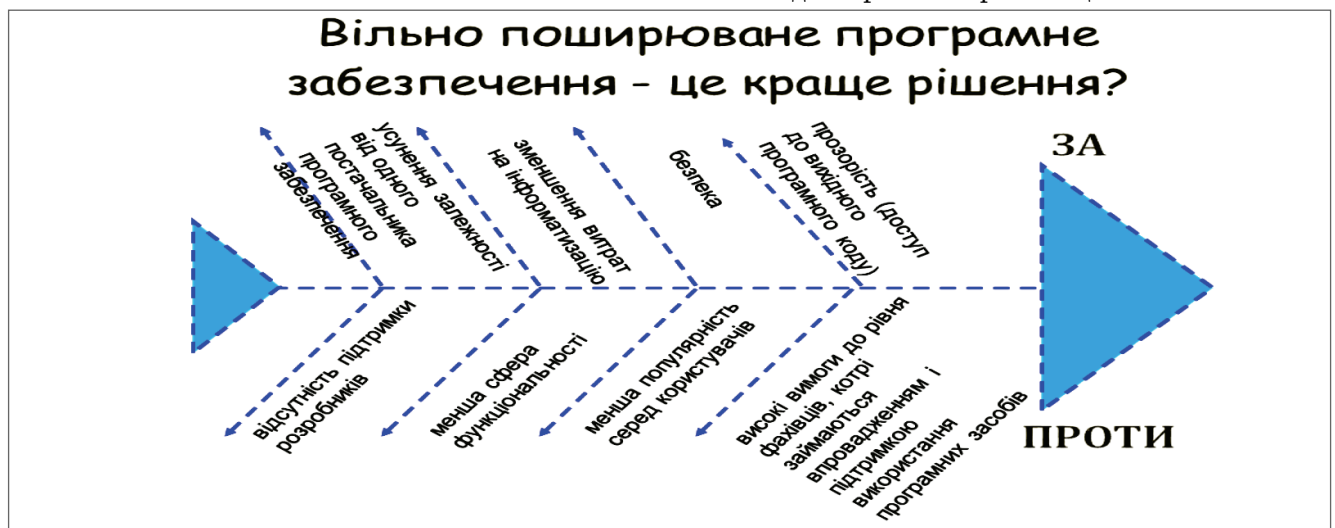 Вільно поширюване програмне
забезпечення - це краще рішення?
ЗА
усунення залежності
від одного
постачальника
програмного
забезпечення
зменшення витрат
на інформатизацію
безпека
прозорість (доступ
до вихідного
програмного коду)
відсутність підтримки
розробників
менша сфера
функціональності
менша популярність
серед користувачів
високі вимоги до рівня
фахівців, котрі
займаються
впровадженням і
підтримкою
використання
програмних засобів
ПРОТИ